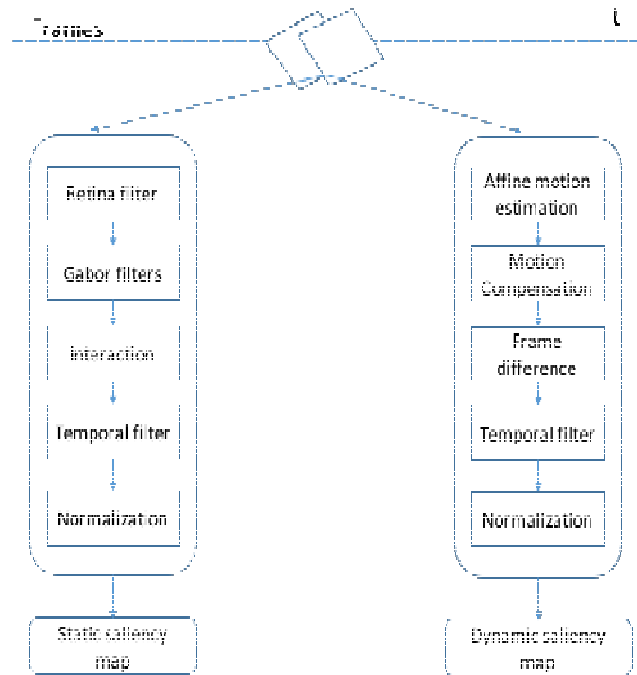 t
Retina filter
Gabor filters
interaction
Temporal filter
Normalization
Static saliency
map
Affine motion
estimation
Motion
Compensation
Frame
difference
Temporal filter
Normalization
Dynamic saliency
map